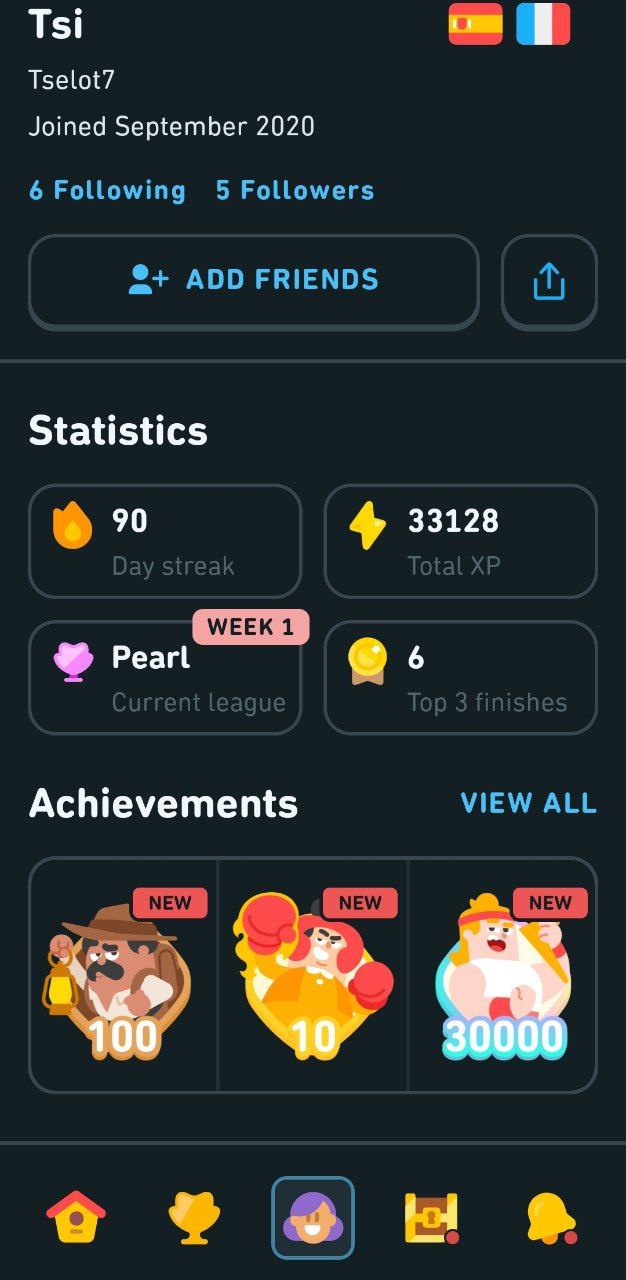 Tsi
Tselot7
Joined September 2020
6 Following 5 Followers
ADD FRIENDS
Statistics
90
Day streak
33128
Total XP
WEEK 1
Pearl
Current league
6
Top 3 finishes
Achievements VIEW ALL
NEW NEW NEW
100 10 30000